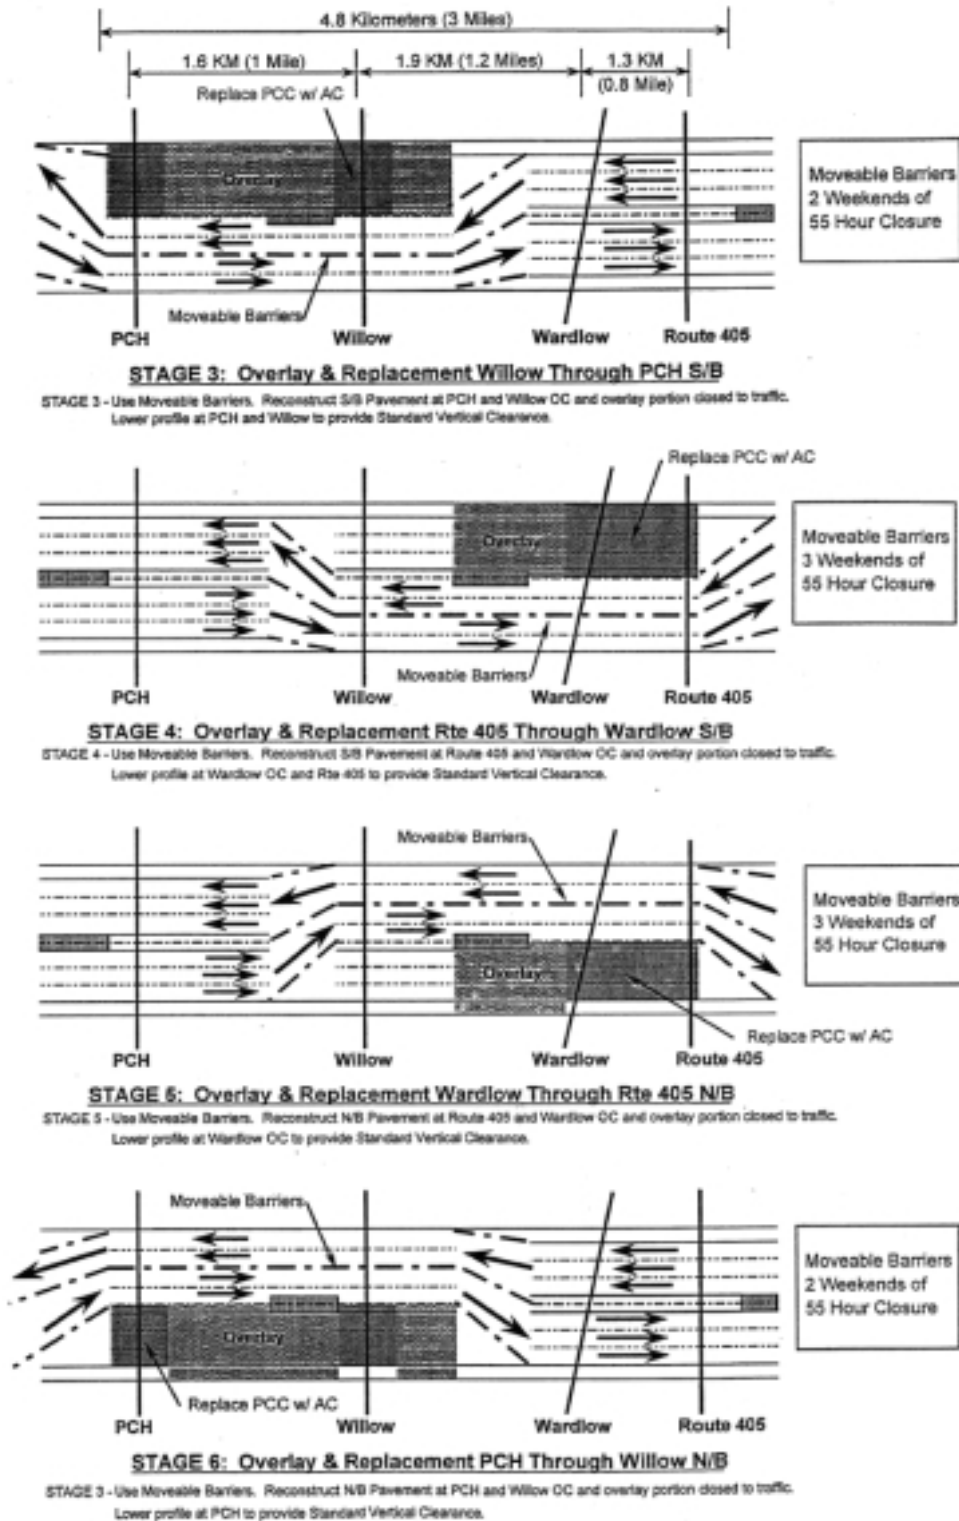 4.8 Kilometers (3 Miles)
1.6 KM (1 Mile)
1.9 KM (1.2 Miles)
1.3 KM
(0.8 Mile)
Replace PCC w/ AC
Overlay
Moveable Barriers
2 Weekends of
55 Hour Closure
Moveable Barriers
PCH
Willow
Wardlow
Route 405
STAGE 3: Overlay & Replacement Willow Through PCH S/B
STAGE 3 - Use Moveable Barriers. Reconstruct S/B Pavement at PCH and Willow OC and overlay portion closed to traffic.
Lower profile at PCH and Willow to provide Standard Vertical Clearance.
Replace PCC w/ AC
Overlay
Moveable Barriers
3 Weekends of
55 Hour Closure
Moveable Barriers
PCH
Willow
Wardlow
Route 405
STAGE 4: Overlay & Replacement Rte 405 Through Wardlow S/B
STAGE 4 - Use Moveable Barriers. Reconstruct S/B Pavement at Route 405 and Wardlow OC and overlay portion closed to traffic.
Lower profile at Wardlow OC and Rte 405 to provide Standard Vertical Clearance.
Moveable Barriers
Overlay
Moveable Barriers
3 Weekends of
55 Hour Closure
Replace PCC w/ AC
PCH
Willow
Wardlow
Route 405
STAGE 5: Overlay & Replacement Wardlow Through Rte 405 N/B
STAGE 5 - Use Moveable Barriers. Reconstruct N/B Pavement at Route 405 and Wardlow OC and overlay portion closed to traffic.
Lower profile at Wardlow OC to provide Standard Vertical Clearance.
Moveable Barriers
Overlay
Moveable Barriers
2 Weekends of
55 Hour Closure
Replace PCC w/ AC
PCH
Willow
Wardlow
Route 405
STAGE 6: Overlay & Replacement PCH Through Willow N/B
STAGE 3 - Use Moveable Barriers. Reconstruct N/B Pavement at PCH and Willow OC and overlay portion closed to traffic.
Lower profile at PCH to provide Standard Vertical Clearance.